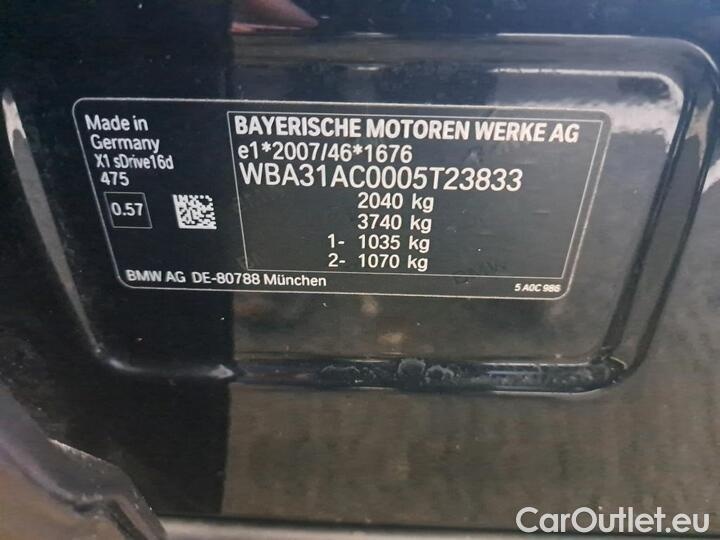 Made in
Germany
X1 sDrive16d
475
0.57
BAYERISCHE MOTOREN WERKE AG
e1*2007/46*1676
WBA31AC0005T23833
2040 kg
3740 kg
1- 1035 kg
2- 1070 kg
BMW AG DE-80788 München
5 A0C 986
CarOutlet.eu